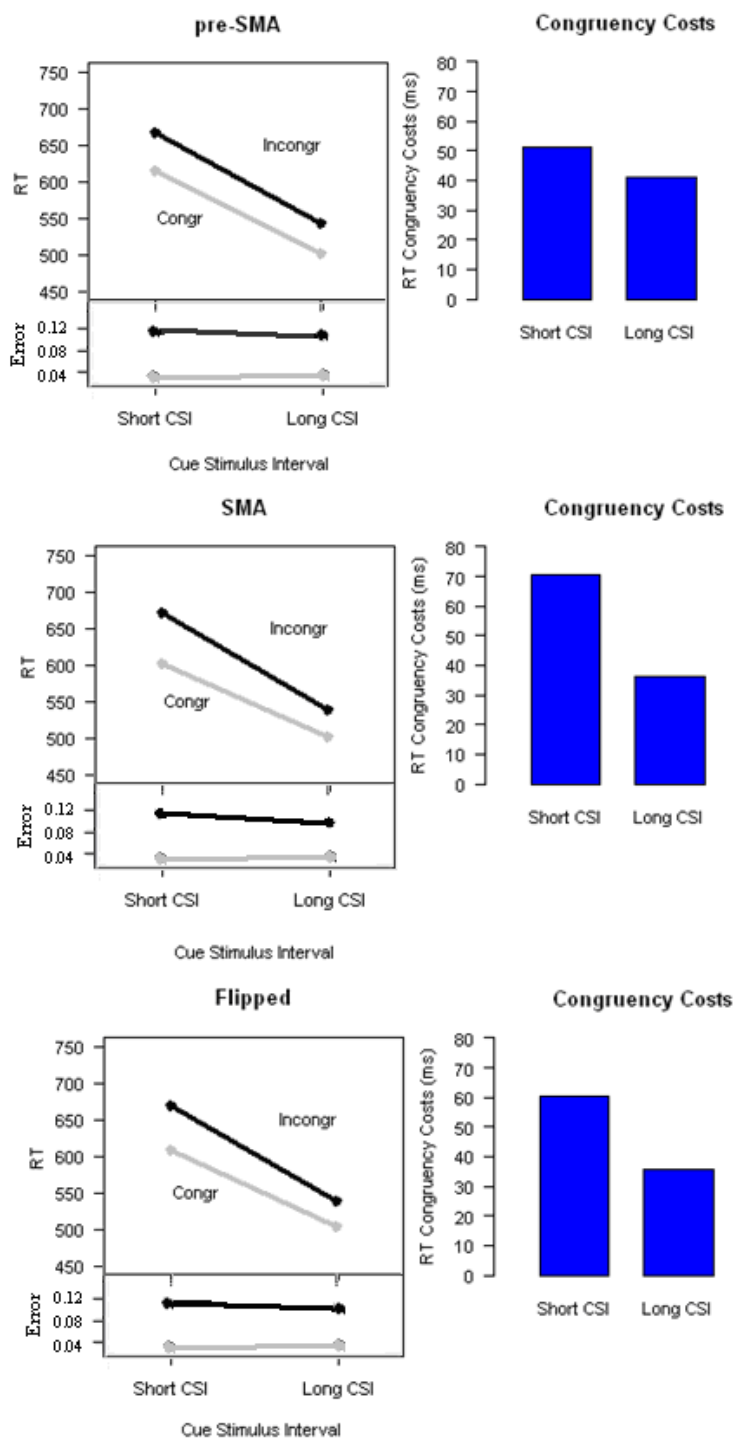 pre-SMA
750
700
650
600
550
500
450
RT
Incongr
Congr
0.12
0.08
0.04
Error
Short CSI
Long CSI
Cue Stimulus Interval
Congruency Costs
80
70
60
50
40
30
20
10
0
RT Congruency Costs (ms)
Short CSI
Long CSI
SMA
750
700
650
600
550
500
450
RT
Incongr
Congr
0.12
0.08
0.04
Error
Short CSI
Long CSI
Cue Stimulus Interval
Congruency Costs
80
70
60
50
40
30
20
10
0
RT Congruency Costs (ms)
Short CSI
Long CSI
Flipped
750
700
650
600
550
500
450
RT
Incongr
Congr
0.12
0.08
0.04
Error
Short CSI
Long CSI
Cue Stimulus Interval
Congruency Costs
80
70
60
50
40
30
20
10
0
RT Congruency Costs (ms)
Short CSI
Long CSI